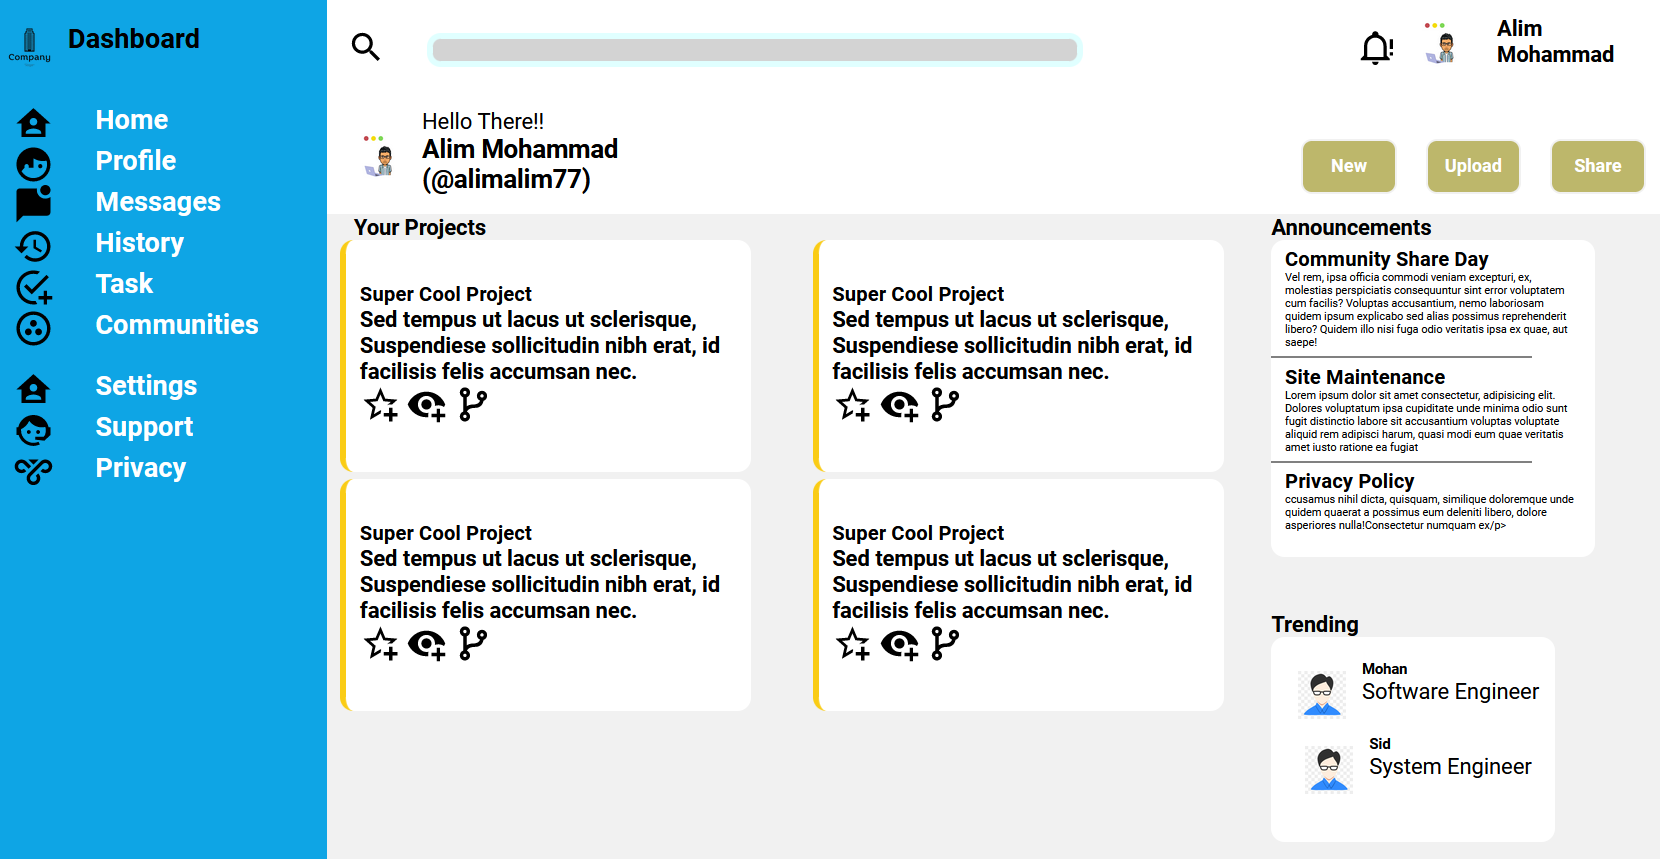 Company
Dashboard
Home
Profile
Messages
History
Task
Communities
Settings
Support
Privacy
Alim
Mohammad
Hello There!!
Alim Mohammad
(@alimalim77)
New
Upload
Share
Your Projects
Super Cool Project
Sed tempus ut lacus ut sclerisque,
Suspendiese sollicitudin nibh erat, id
facilisis felis accumsan nec.
Super Cool Project
Sed tempus ut lacus ut sclerisque,
Suspendiese sollicitudin nibh erat, id
facilisis felis accumsan nec.
Super Cool Project
Sed tempus ut lacus ut sclerisque,
Suspendiese sollicitudin nibh erat, id
facilisis felis accumsan nec.
Super Cool Project
Sed tempus ut lacus ut sclerisque,
Suspendiese sollicitudin nibh erat, id
facilisis felis accumsan nec.
Announcements
Community Share Day
Vel rem, ipsa officia commodi veniam excepturi, ex,
molestias perspiciatis consequuntur sint error voluptatem
cum facilis? Voluptas accusantium, nemo laboriosam
quidem ipsum explicabo sed alias possimus reprehenderit
libero? Quidem illo nisi fuga odio veritatis ipsa ex quae, aut
saepe!
Site Maintenance
Lorem ipsum dolor sit amet consectetur, adipisicing elit.
Dolores voluptatum ipsa cupiditate unde minima odio sunt
fugit distinctio labore sit accusantium voluptas voluptate
aliquid rem adipisci harum, quasi modi eum quae veritatis
amet iusto ratione ea fugiat
Privacy Policy
ccusamus nihil dicta, quisquam, similique doloremque unde
quidem quaerat a possimus eum deleniti libero, dolore
asperiores nulla!Consectetur numquam ex/p>
Trending
Mohan
Software Engineer
Sid
System Engineer